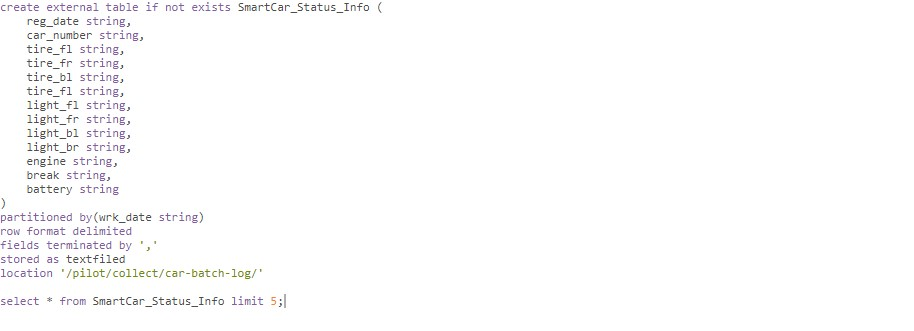 create external table if not exists SmartCar_Status_Info (
reg_date string,
car_number string,
tire_fl string,
tire_fr string,
tire_bl string,
tire_fl string,
light_fl string,
light_fr string,
light_bl string,
light_br string,
engine string,
break string,
battery string
)
partitioned by(wrk_date string)
row format delimited
fields terminated by ','
stored as textfiled
location '/pilot/collect/car-batch-log/'
select * from SmartCar_Status_Info limit 5;